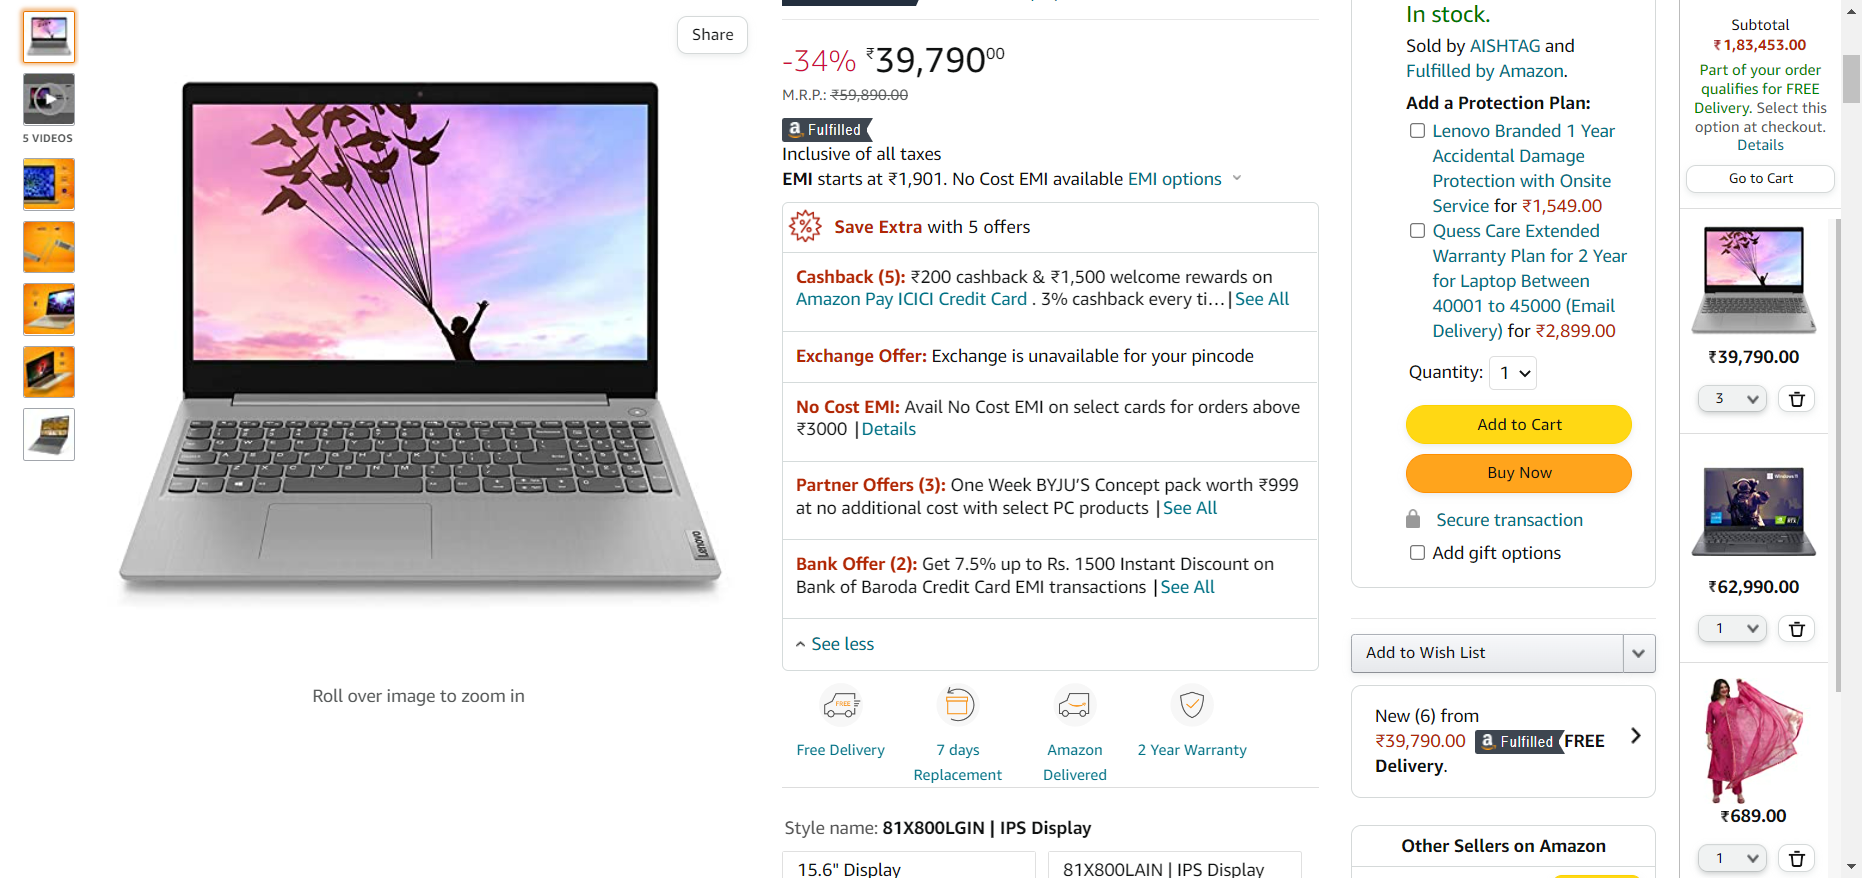 Share
5 VIDEOS
Lenovo
Roll over image to zoom in
-34% ₹39,790 00
M.R.P.: ₹59,890.00
a Fulfilled
Inclusive of all taxes
EMI starts at ₹1,901. No Cost EMI available EMI options
Save Extra with 5 offers
Cashback (5): ₹200 cashback & ₹1,500 welcome rewards on
Amazon Pay ICICI Credit Card . 3% cashback every ti... | See All
Exchange Offer: Exchange is unavailable for your pincode
No Cost EMI: Avail No Cost EMI on select cards for orders above
₹3000 | Details
Partner Offers (3): One Week BYJU'S Concept pack worth ₹999
at no additional cost with select PC products | See All
Bank Offer (2): Get 7.5% up to Rs. 1500 Instant Discount on
Bank of Baroda Credit Card EMI transactions | See All
See less
FREE
Free Delivery
7 days
Replacement
Amazon
Delivered
2 Year Warranty
Style name: 81X800LGIN | IPS Display
15.6" Display
81X800LAIN | IPS Display
In stock.
Sold by AISHTAG and
Fulfilled by Amazon.
Add a Protection Plan:
Lenovo Branded 1 Year
Accidental Damage
Protection with Onsite
Service for ₹1,549.00
Quess Care Extended
Warranty Plan for 2 Year
for Laptop Between
40001 to 45000 (Email
Delivery) for ₹2,899.00
Quantity: 1
Add to Cart
Buy Now
Secure transaction
Add gift options
Add to Wish List
New (6) from
₹39,790.00 a Fulfilled FREE
Delivery.
Other Sellers on Amazon
Subtotal
₹1,83,453.00
Part of your order
qualifies for FREE
Delivery. Select this
option at checkout.
Details
Go to Cart
₹39,790.00
3
Windows 11
₹62,990.00
1
₹689.00
1